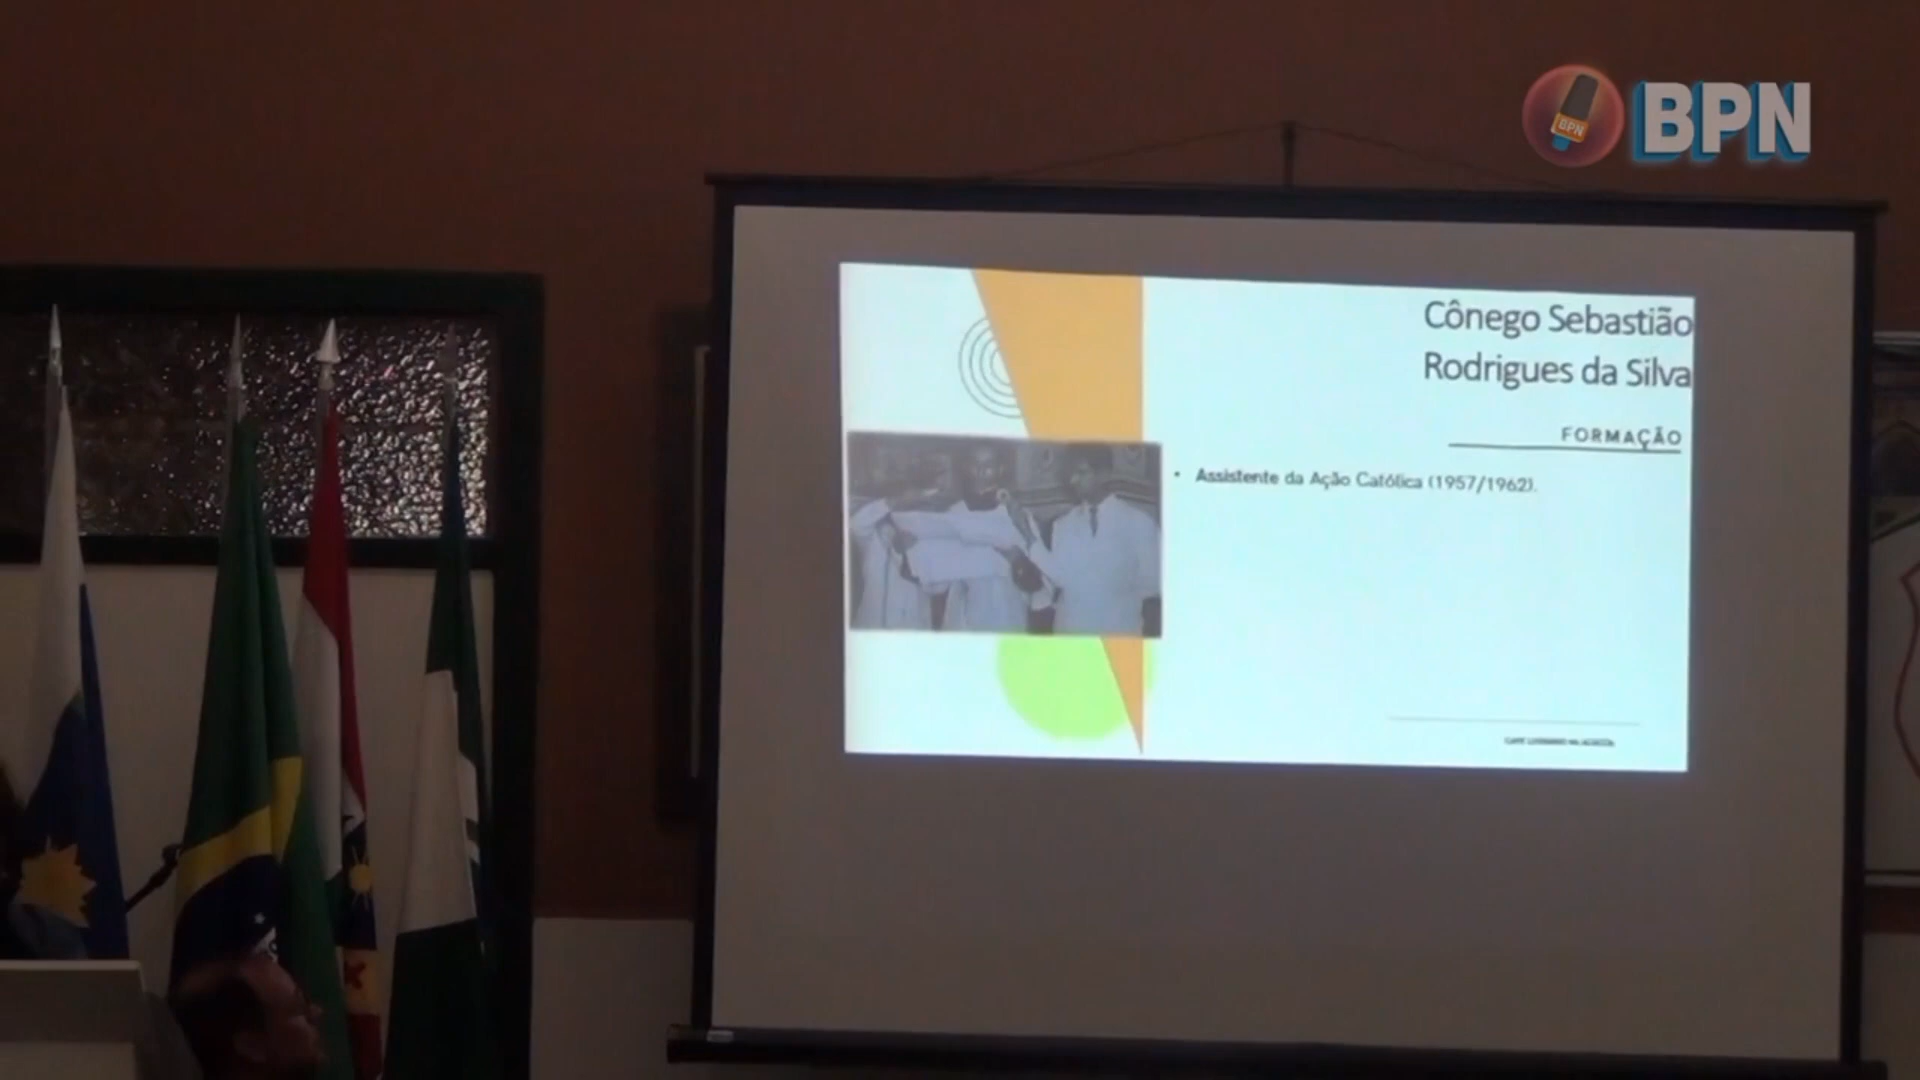 BPN
BPN
Cônego Sebastião
Rodrigues da Silva
FORMAÇÃO
• Assistente da Ação Católica (1957/1962).